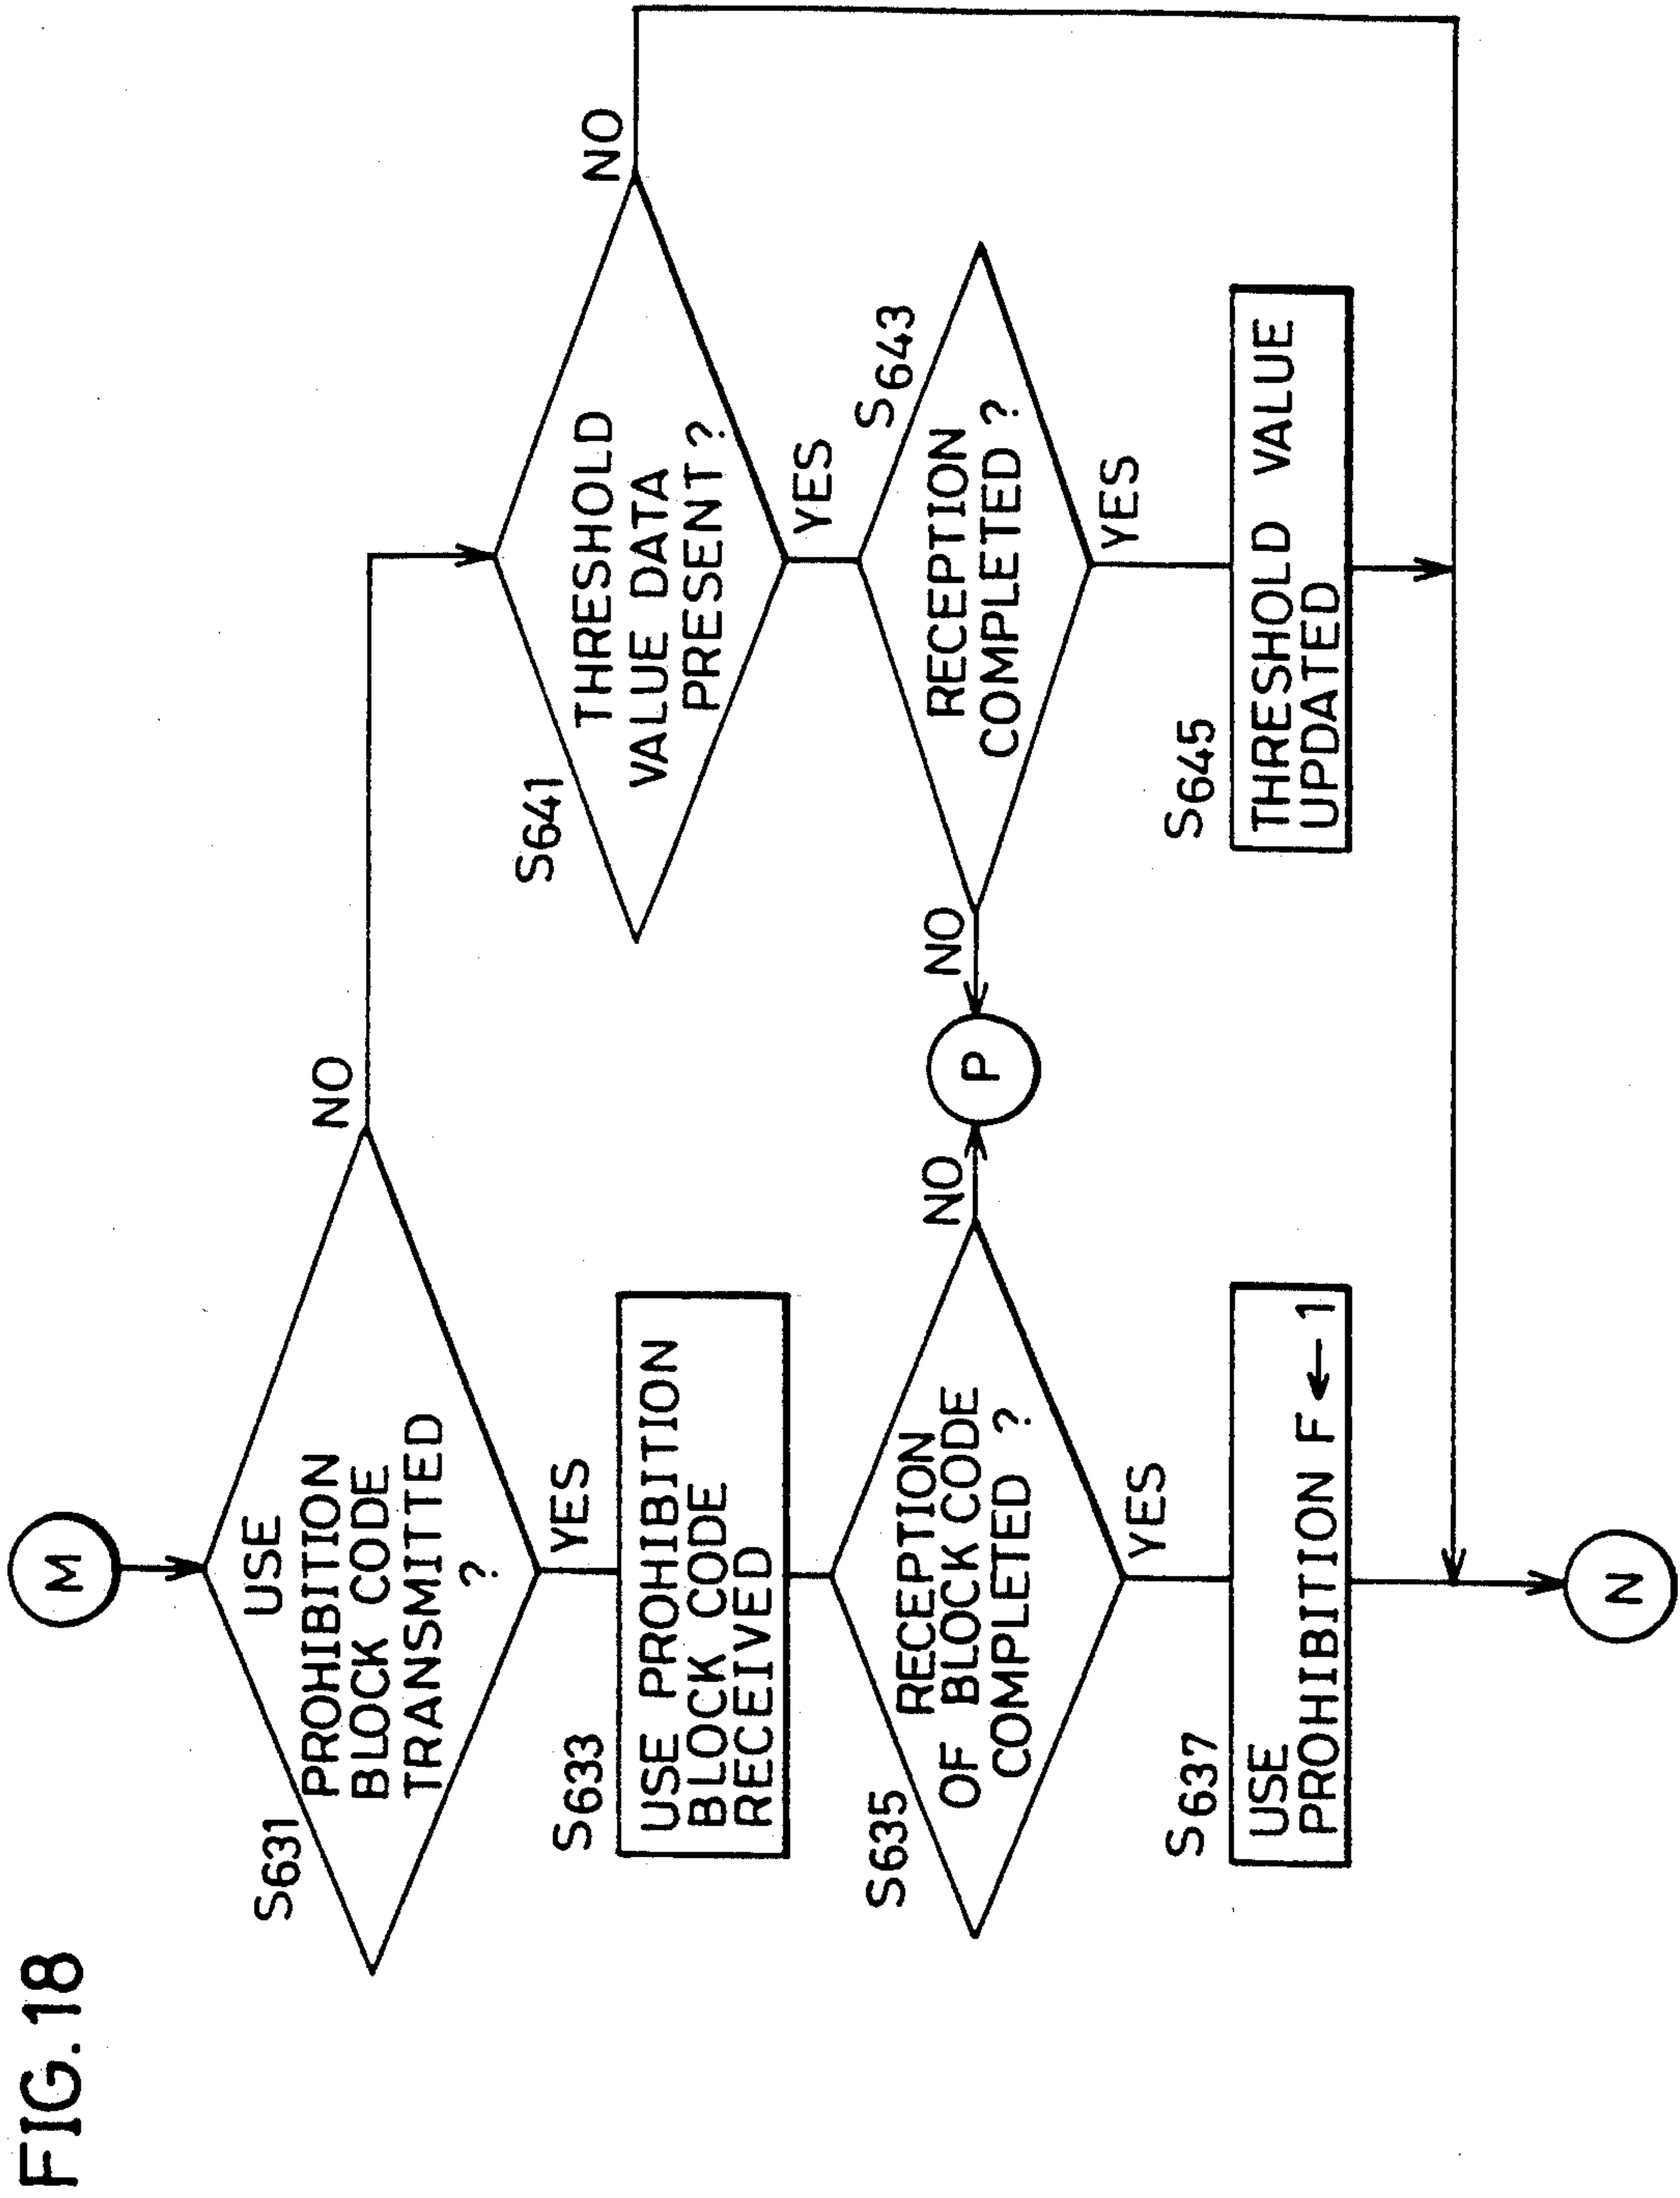 FIG.18
M
S631
USE
PROHIBITION
BLOCK CODE
TRANSMITTED
?
NO
YES
S633
USE PROHIBITION
BLOCK CODE
RECEIVED
S635
RECEPTION
OF BLOCK CODE
COMPLETED ?
NO
YES
P
S637
USE
PROHIBITION F ← 1
S641
THRESHOLD
VALUE DATA
PRESENT ?
NO
YES
S643
RECEPTION
COMPLETED ?
NO
YES
S645
THRESHOLD VALUE
UPDATED
N